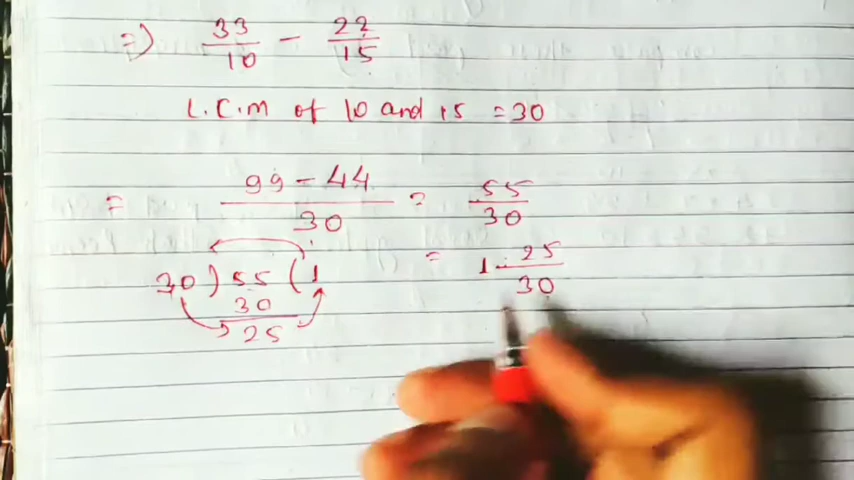 =) 33/10 - 22/15
L.C.M of 10 and 15 = 30
= 99 - 44/30 = 55/30
= 1 25/30
30 ) 55 ( 1
30
25